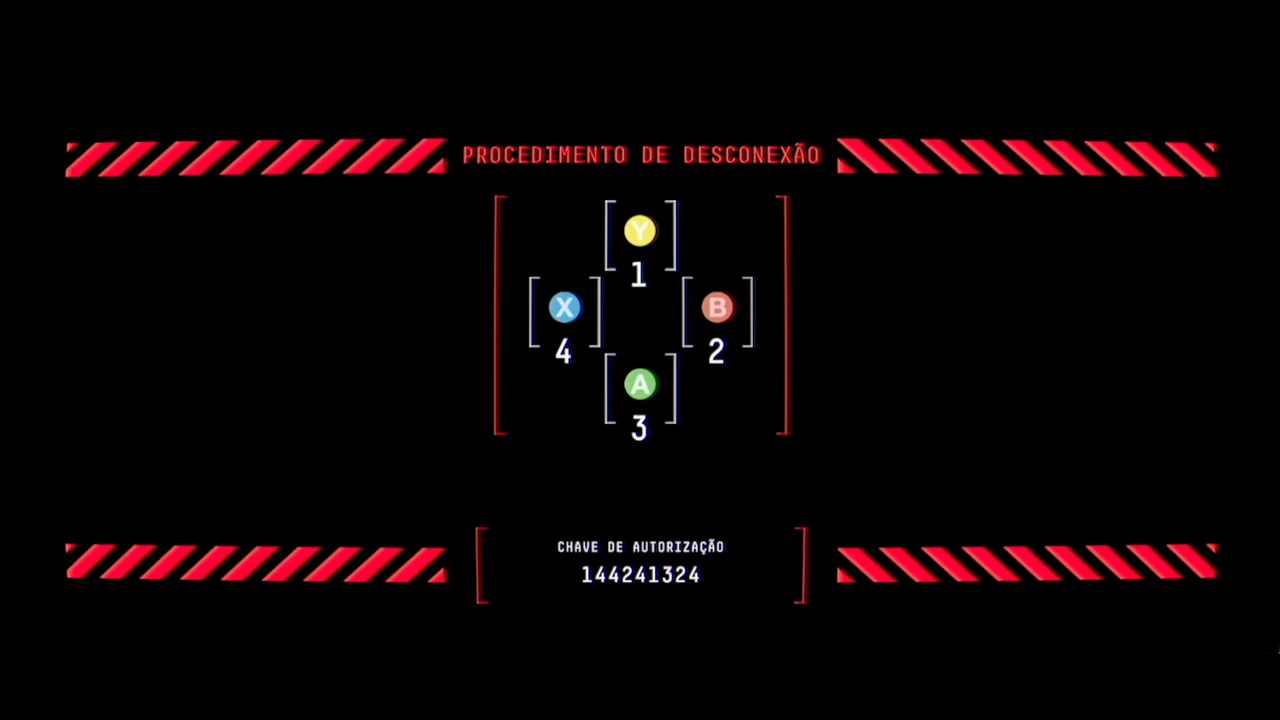 PROCEDIMENTO DE DESCONEXÃO
Y
1
X B
4 2
A
3
CHAVE DE AUTORIZAÇÃO
144241324